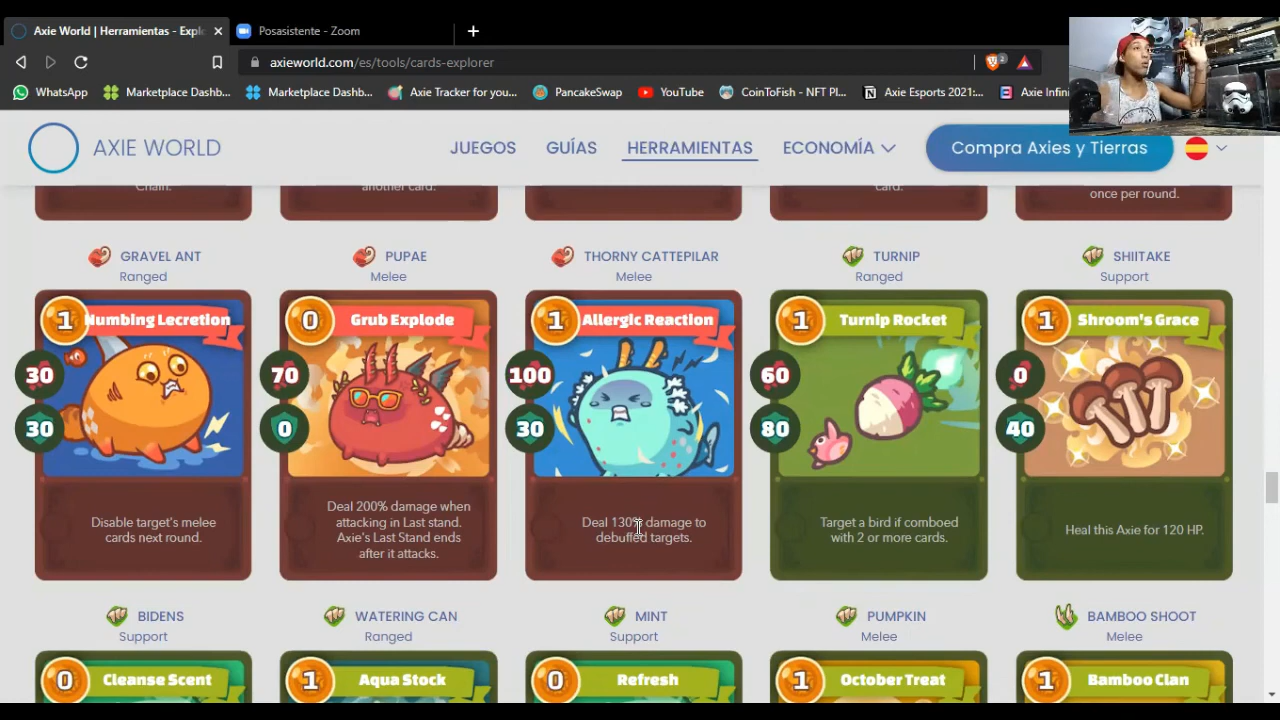 Axie World | Herramientas - Expl
Posasistente - Zoom
axieworld.com/es/tools/cards-explorer
2
WhatsApp
Marketplace Dashb...
Marketplace Dashb...
Axie Tracker for you...
PancakeSwap
YouTube
CoinToFish - NFT Pl...
Axie Esports 2021:...
Axie Infini
AXIE WORLD
JUEGOS
GUÍAS
HERRAMIENTAS
ECONOMÍA
Compra Axies y Tierras
Chain.
another card.
card.
once per round.
GRAVEL ANT
Ranged
PUPAE
Melee
THORNY CATTEPILAR
Melee
TURNIP
Ranged
SHIITAKE
Support
1
Numbing Lecretion
30
30
Disable target's melee
cards next round.
0
Grub Explode
70
0
Deal 200% damage when
attacking in Last stand.
Axie's Last Stand ends
after it attacks.
1
Allergic Reaction
100
30
Deal 130% damage to
debuffed targets.
1
Turnip Rocket
60
80
Target a bird if comboed
with 2 or more cards.
1
Shroom's Grace
0
40
Heal this Axie for 120 HP.
BIDENS
Support
WATERING CAN
Ranged
MINT
Support
PUMPKIN
Melee
BAMBOO SHOOT
Melee
0
Cleanse Scent
1
Aqua Stock
0
Refresh
1
October Treat
1
Bamboo Clan